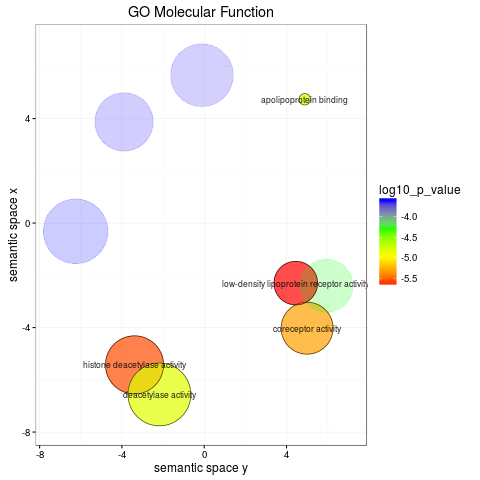 GO Molecular Function
apolipoprotein binding
low-density lipoprotein receptor activity
coreceptor activity
histone deacetylase activity
deacetylase activity
semantic space x
4
0
-4
-8
-8
-4
0
4
semantic space y
log10_p_value
-4.0
-4.5
-5.0
-5.5